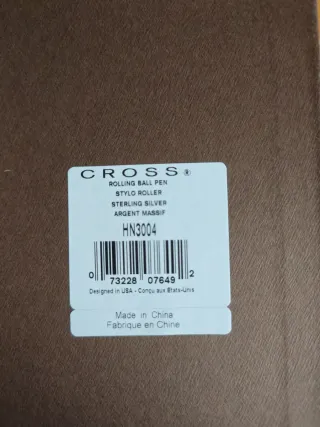 CROSS®
ROLLING BALL PEN
STYLO ROLLER
STERLING SILVER
ARGENT MASSIF
HN3004
0 73228 07649 2
Designed in USA - Conçu aux Etats-Unis
Made in China
Fabrique en Chine